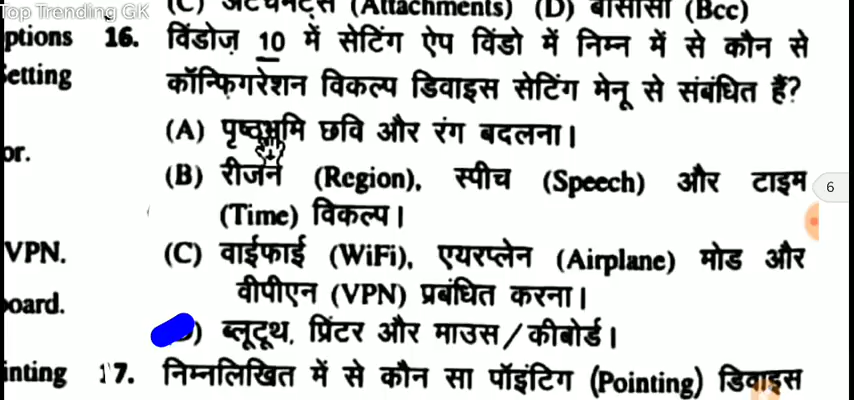 Top Trending GK
(C) अटैचमेंट्स (Attachments) (D) बीसीसी (Bcc)
ptions 16. विंडोज़ 10 में सेटिंग ऐप विंडो में निम्न में से कौन से
Setting कॉन्फ़िगरेशन विकल्प डिवाइस सेटिंग मेनू से संबंधित हैं?
(A) पृष्ठभूमि छवि और रंग बदलना।
or.
(B) रीजन (Region), स्पीच (Speech) और टाइम
6
(Time) विकल्प।
VPN. (C) वाईफाई (WiFi), एयरप्लेन (Airplane) मोड और
वीपीएन (VPN) प्रबंधित करना।
oard.
ब्लूटूथ, प्रिंटर और माउस/कीबोर्ड।
inting 17. निम्नलिखित में से कौन सा पॉइंटिग (Pointing) डिवाइस